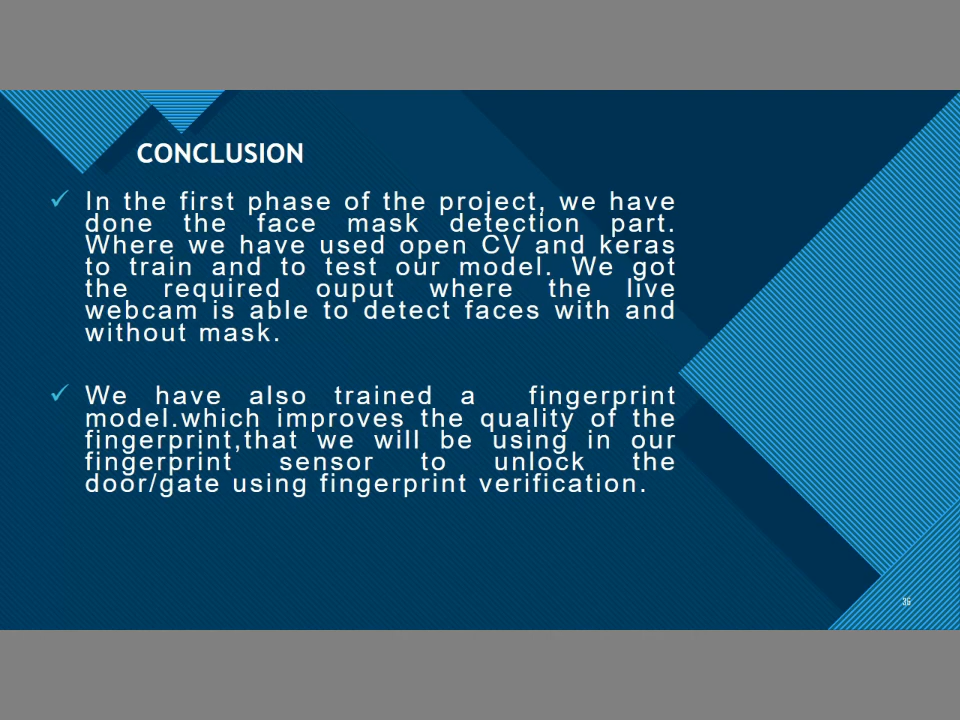 CONCLUSION
✓ In the first phase of the project, we have
done the face mask detection part.
Where we have used open CV and keras
to train and to test our model. We got
the required ouput where the live
webcam is able to detect faces with and
without mask.
✓ We have also trained a fingerprint
model.which improves the quality of the
fingerprint,that we will be using in our
fingerprint sensor to unlock the
door/gate using fingerprint verification.
36